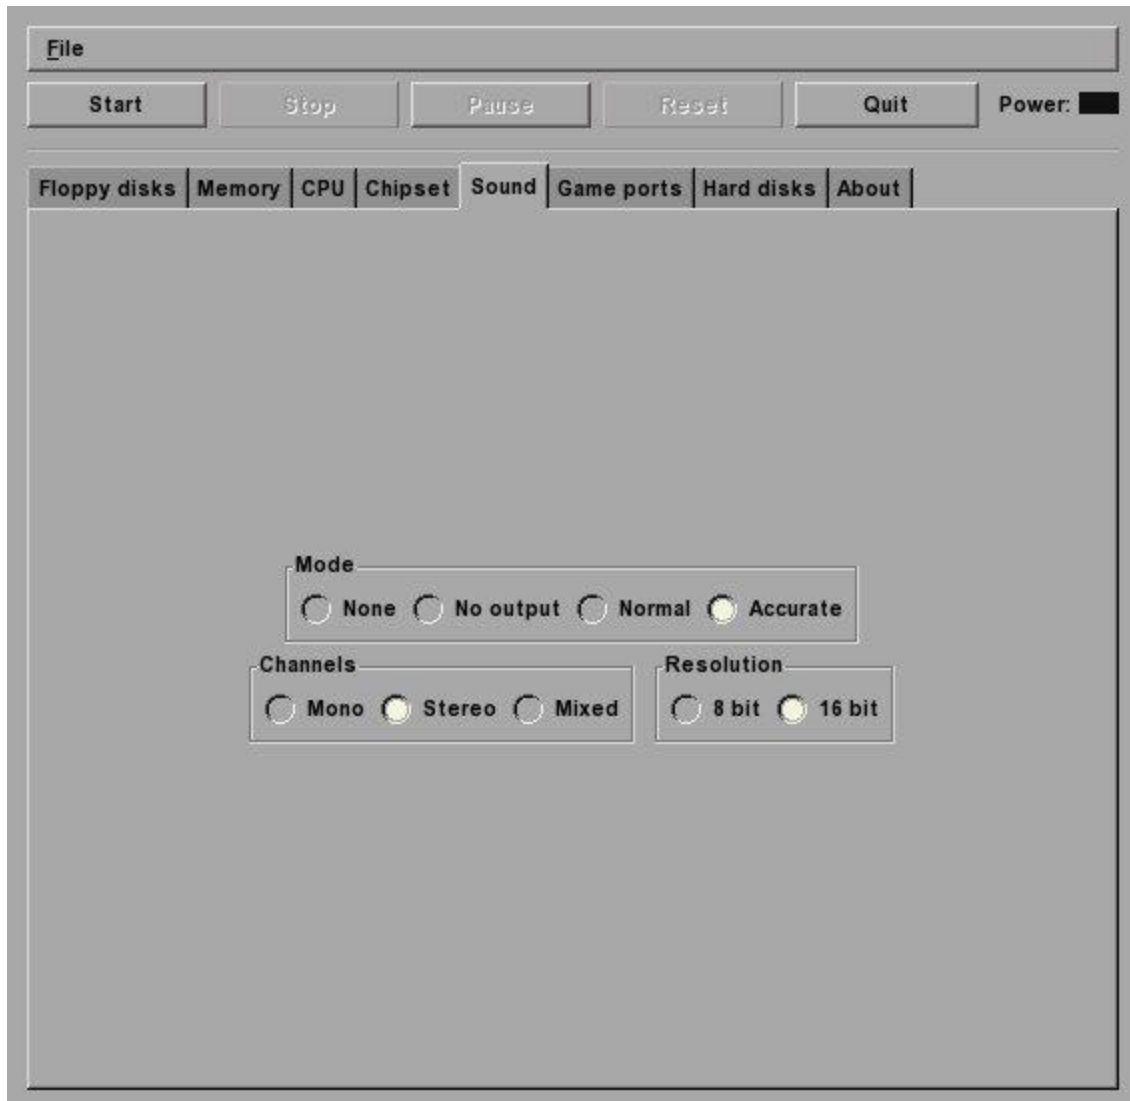 File
Start Stop Pause Reset Quit Power:
Floppy disks Memory CPU Chipset Sound Game ports Hard disks About
Mode
None No output Normal Accurate
Channels Resolution
Mono Stereo Mixed 8 bit 16 bit